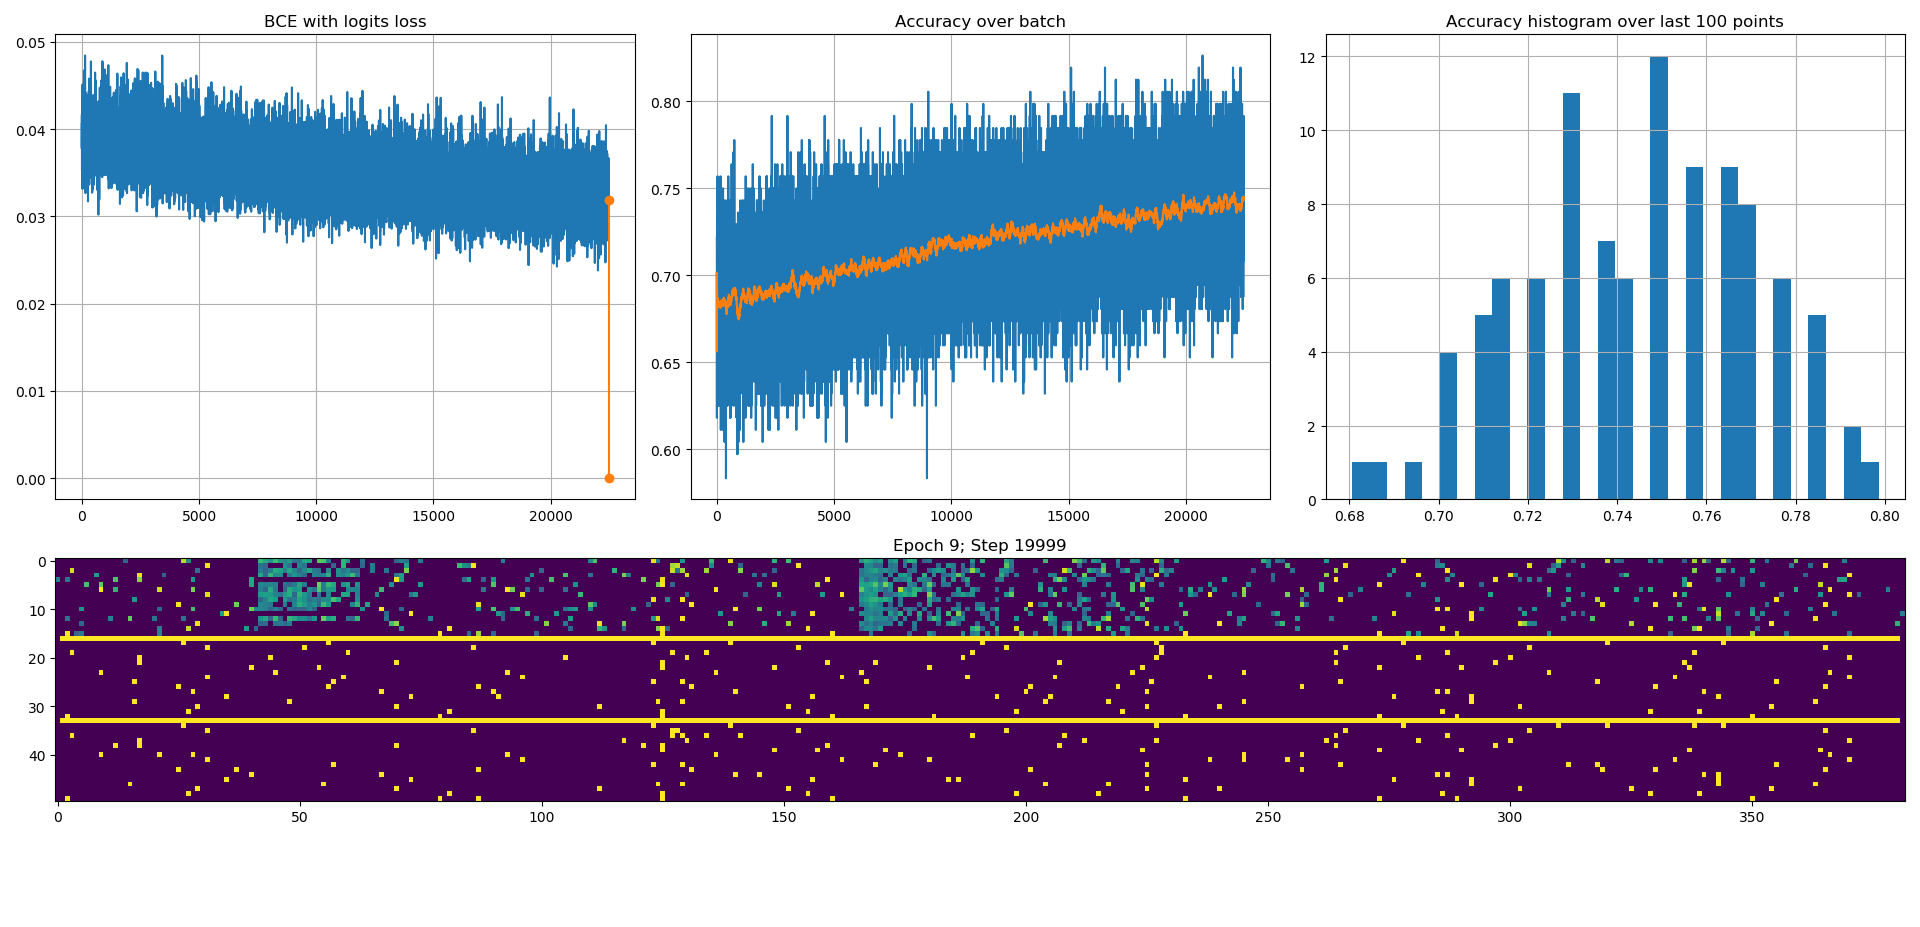 BCE with logits loss
Accuracy over batch
Accuracy histogram over last 100 points
0.05
0.04
0.03
0.02
0.01
0.00
0 5000 10000 15000 20000
0.80
0.75
0.70
0.65
0.60
0 5000 10000 15000 20000
12
10
8
6
4
2
0
0.68 0.70 0.72 0.74 0.76 0.78 0.80
Epoch 9; Step 19999
0
10
20
30
40
0 50 100 150 200 250 300 350